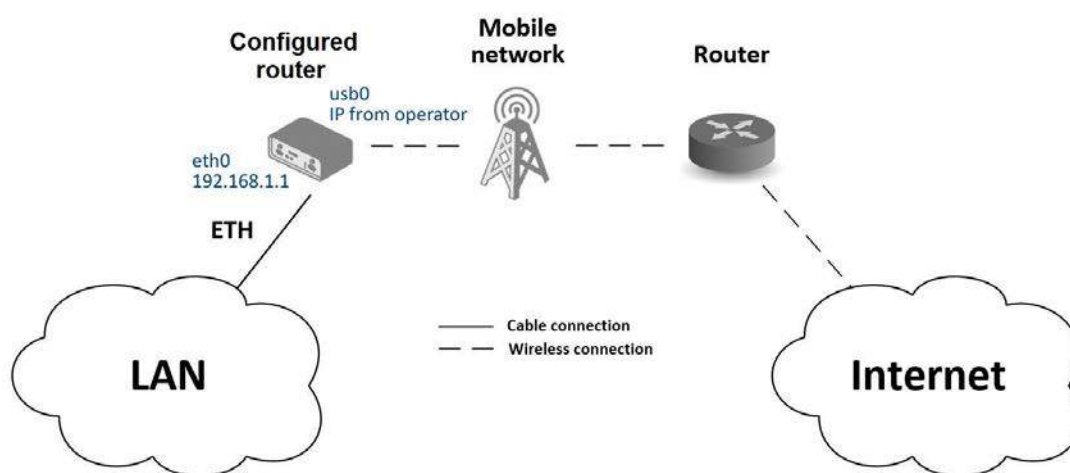 Configured
router
Mobile
network
Router
usb0
IP from operator
eth0
192.168.1.1
ETH
Cable connection
Wireless connection
LAN
Internet